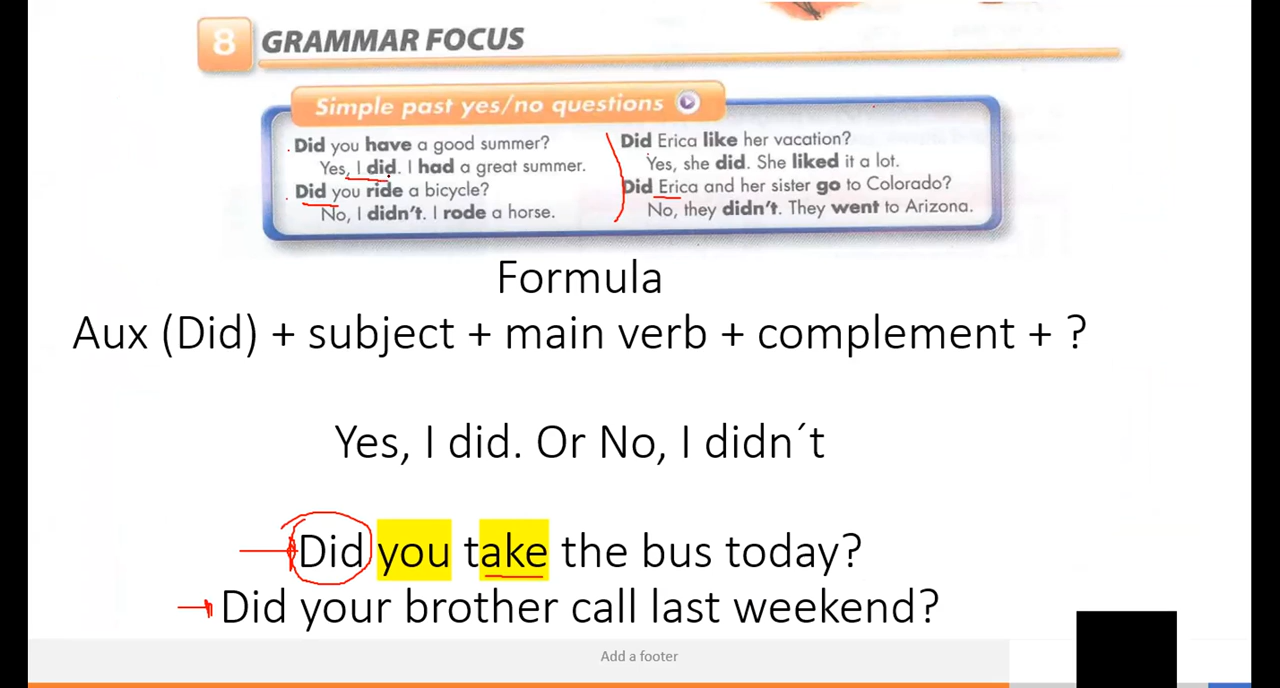 8 GRAMMAR FOCUS
Simple past yes/no questions
Did you have a good summer?
Yes, I did. I had a great summer.
Did you ride a bicycle?
No, I didn't. I rode a horse.
Did Erica like her vacation?
Yes, she did. She liked it a lot.
Did Erica and her sister go to Colorado?
No, they didn't. They went to Arizona.
Formula
Aux (Did) + subject + main verb + complement + ?
Yes, I did. Or No, I didn´t
Did you take the bus today?
Did your brother call last weekend?
Add a footer